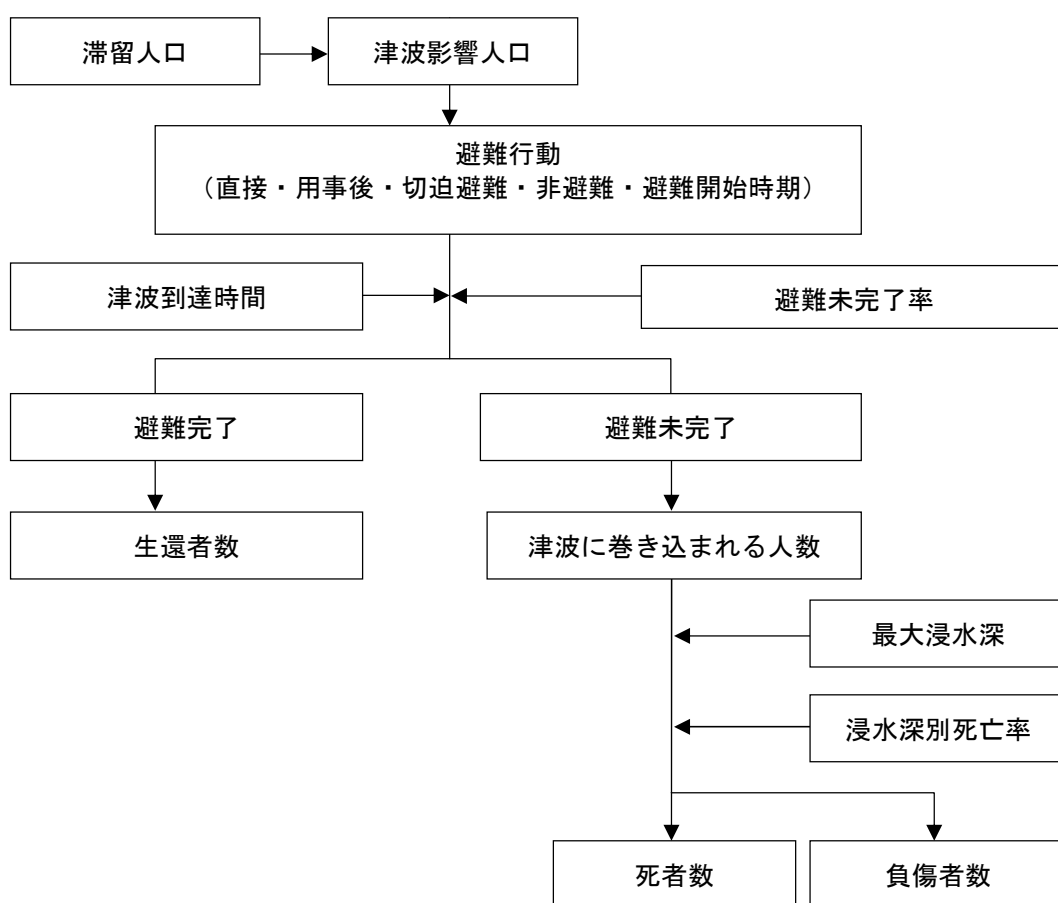 滞留人口
津波影響人口
避難行動
（直接・用事後・切迫避難・非避難・避難開始時期）
津波到達時間
避難未完了率
避難完了
避難未完了
生還者数
津波に巻き込まれる人数
最大浸水深
浸水深別死亡率
死者数
負傷者数